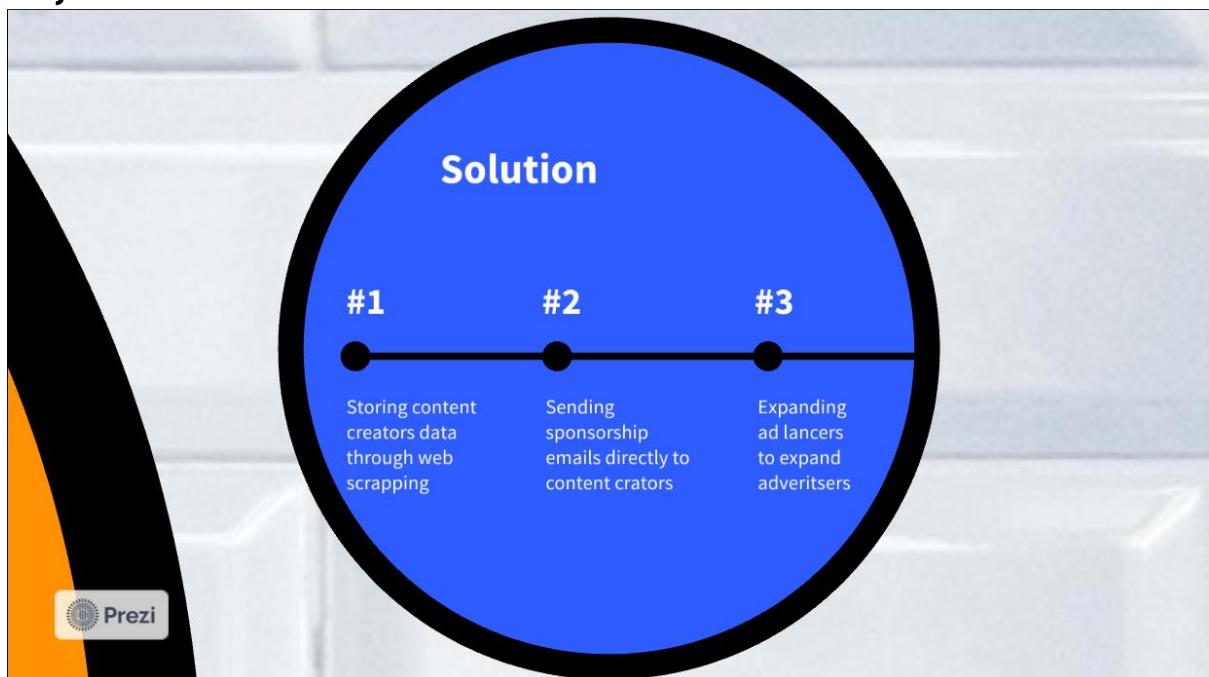 Solution
#1
#2
#3
Storing content
creators data
through web
scrapping
Sending
sponsorship
emails directly to
content crators
Expanding
ad lancers
to expand
adveritsers
Prezi